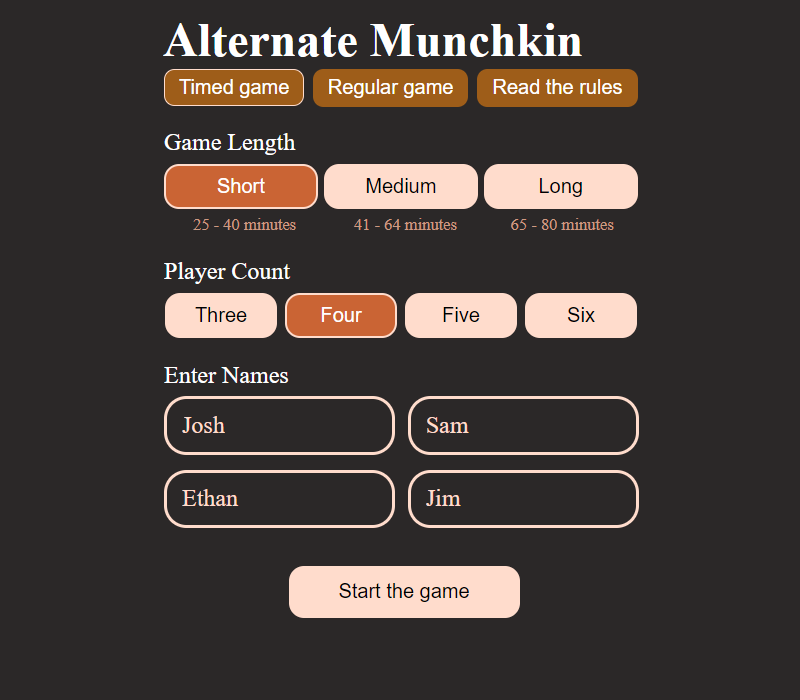 Alternate Munchkin
Timed game Regular game Read the rules
Game Length
Short Medium Long
25 - 40 minutes 41 - 64 minutes 65 - 80 minutes
Player Count
Three Four Five Six
Enter Names
Josh Sam
Ethan Jim
Start the game